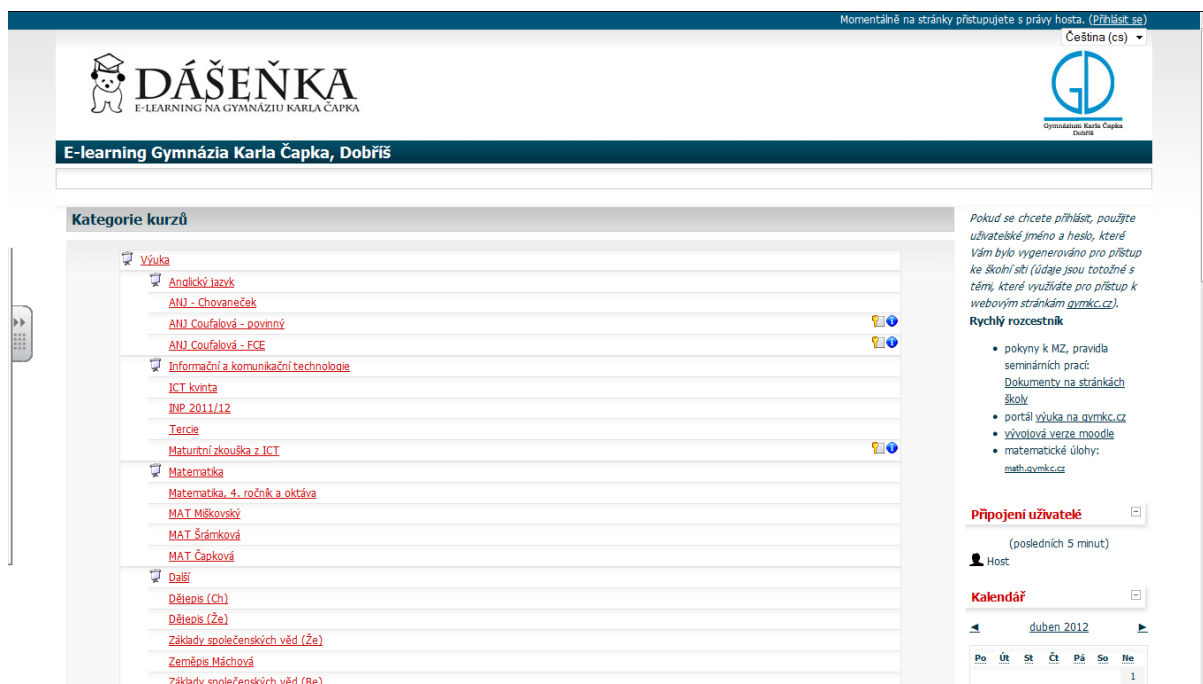 Momentálně na stránky přistupujete s právy hosta. (Přihlásit se)
Čeština (cs)
DÁŠEŇKA
E-LEARNING NA GYMNÁZIU KARLA ČAPKA
Gymnázium Karla Čapka
Dobříš
E-learning Gymnázia Karla Čapka, Dobříš
Kategorie kurzů
Výuka
Anglický jazyk
ANJ - Chovaneček
ANJ Coufalová - povinný
ANJ Coufalová - FCE
Informační a komunikační technologie
ICT kvinta
INP 2011/12
Tercie
Maturitní zkouška z ICT
Matematika
Matematika, 4. ročník a oktáva
MAT Miškovský
MAT Šrámková
MAT Čapková
Další
Dějepis (Ch)
Dějepis (Že)
Základy společenských věd (Že)
Zeměpis Máchová
Základy společenských věd (Be)
Pokud se chcete přihlásit, použijte
uživatelské jméno a heslo, které
Vám bylo vygenerováno pro přístup
ke školní síti (údaje jsou totožné s
těmi, které využíváte pro přístup k
webovým stránkám gymkc.cz).
Rychlý rozcestník
pokyny k MZ, pravidla
seminárních prací:
Dokumenty na stránkách
školy
portál výuka na gymkc.cz
vývojová verze moodle
matematické úlohy:
math.gymkc.cz
Připojení uživatelé
(posledních 5 minut)
Host
Kalendář
duben 2012
Po Út St Čt Pá So Ne
1